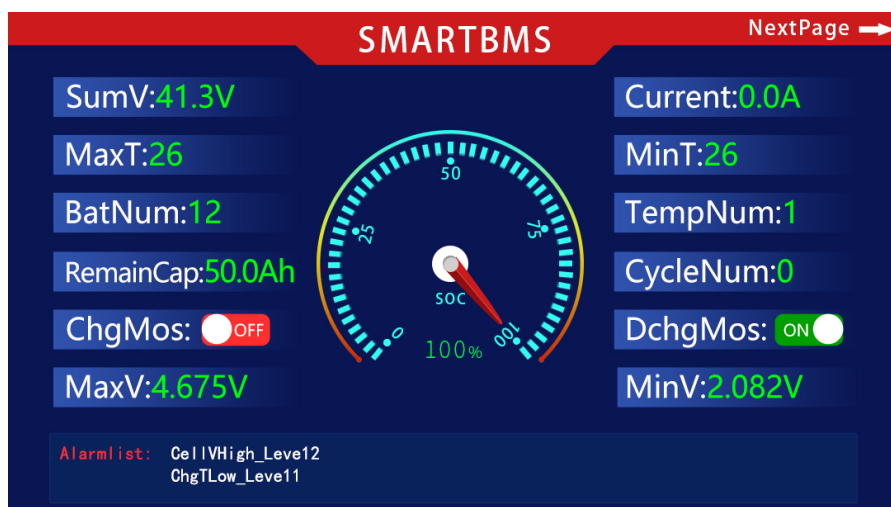 SMARTBMS
NextPage
SumV:41.3V
Current:0.0A
MaxT:26
MinT:26
BatNum:12
TempNum:1
RemainCap:50.0Ah
CycleNum:0
ChgMos: OFF
DchgMos: ON
MaxV:4.675V
MinV:2.082V
0
25
50
75
100
SOC
100%
Alarmlist: CellVHigh_Level2
ChgTLow_Level1